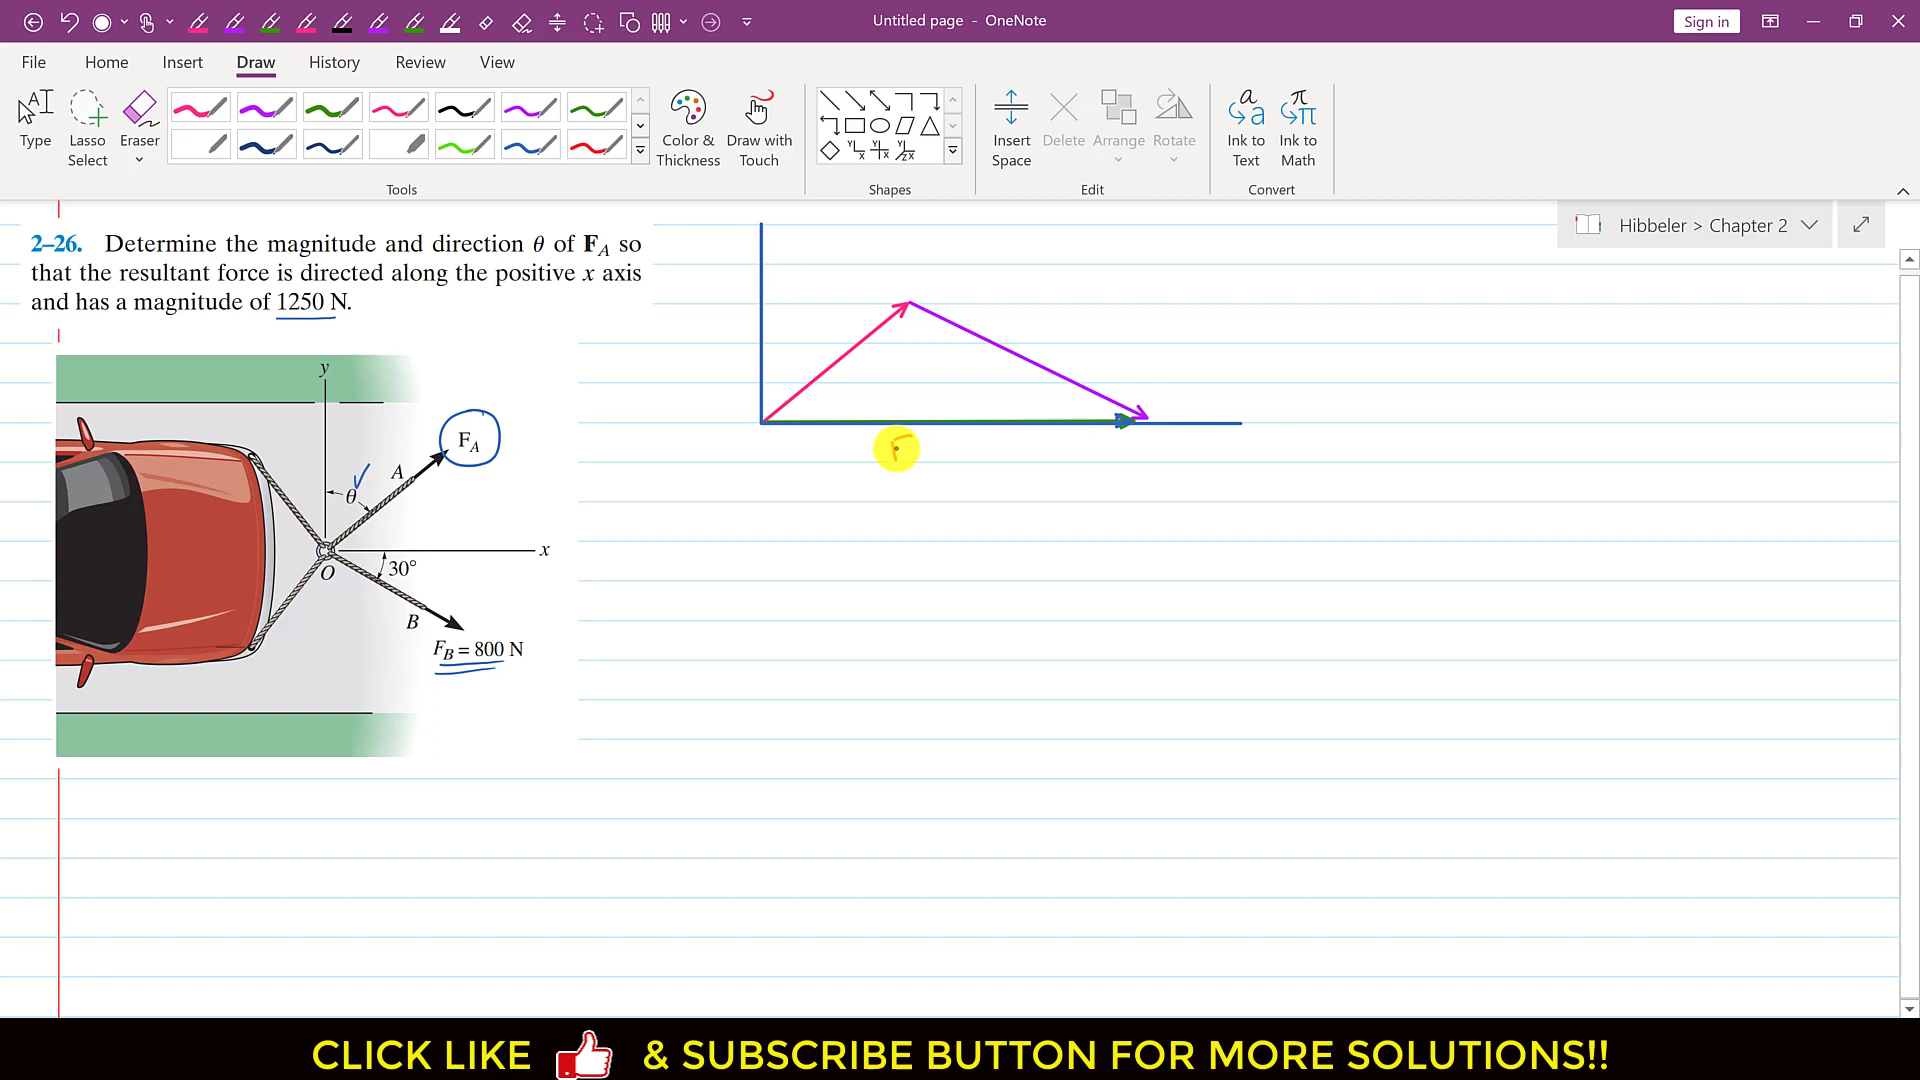 Untitled page - OneNote
Sign in
File Home Insert Draw History Review View
Type
Lasso Select
Eraser
Color & Thickness
Draw with Touch
Insert Space
Delete
Arrange
Rotate
Ink to Text
Ink to Math
Tools
Shapes
Edit
Convert
Hibbeler > Chapter 2
2–26. Determine the magnitude and direction θ of F_A so
that the resultant force is directed along the positive x axis
and has a magnitude of 1250 N.
y
F_A
A
θ
x
O
30°
B
F_B = 800 N
F
CLICK LIKE & SUBSCRIBE BUTTON FOR MORE SOLUTIONS!!